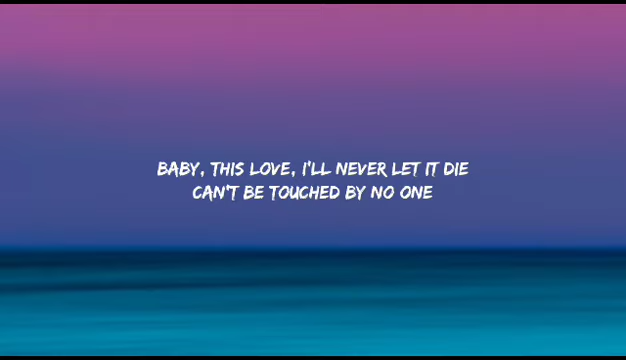 BABY, THIS LOVE, I'LL NEVER LET IT DIE
CAN'T BE TOUCHED BY NO ONE